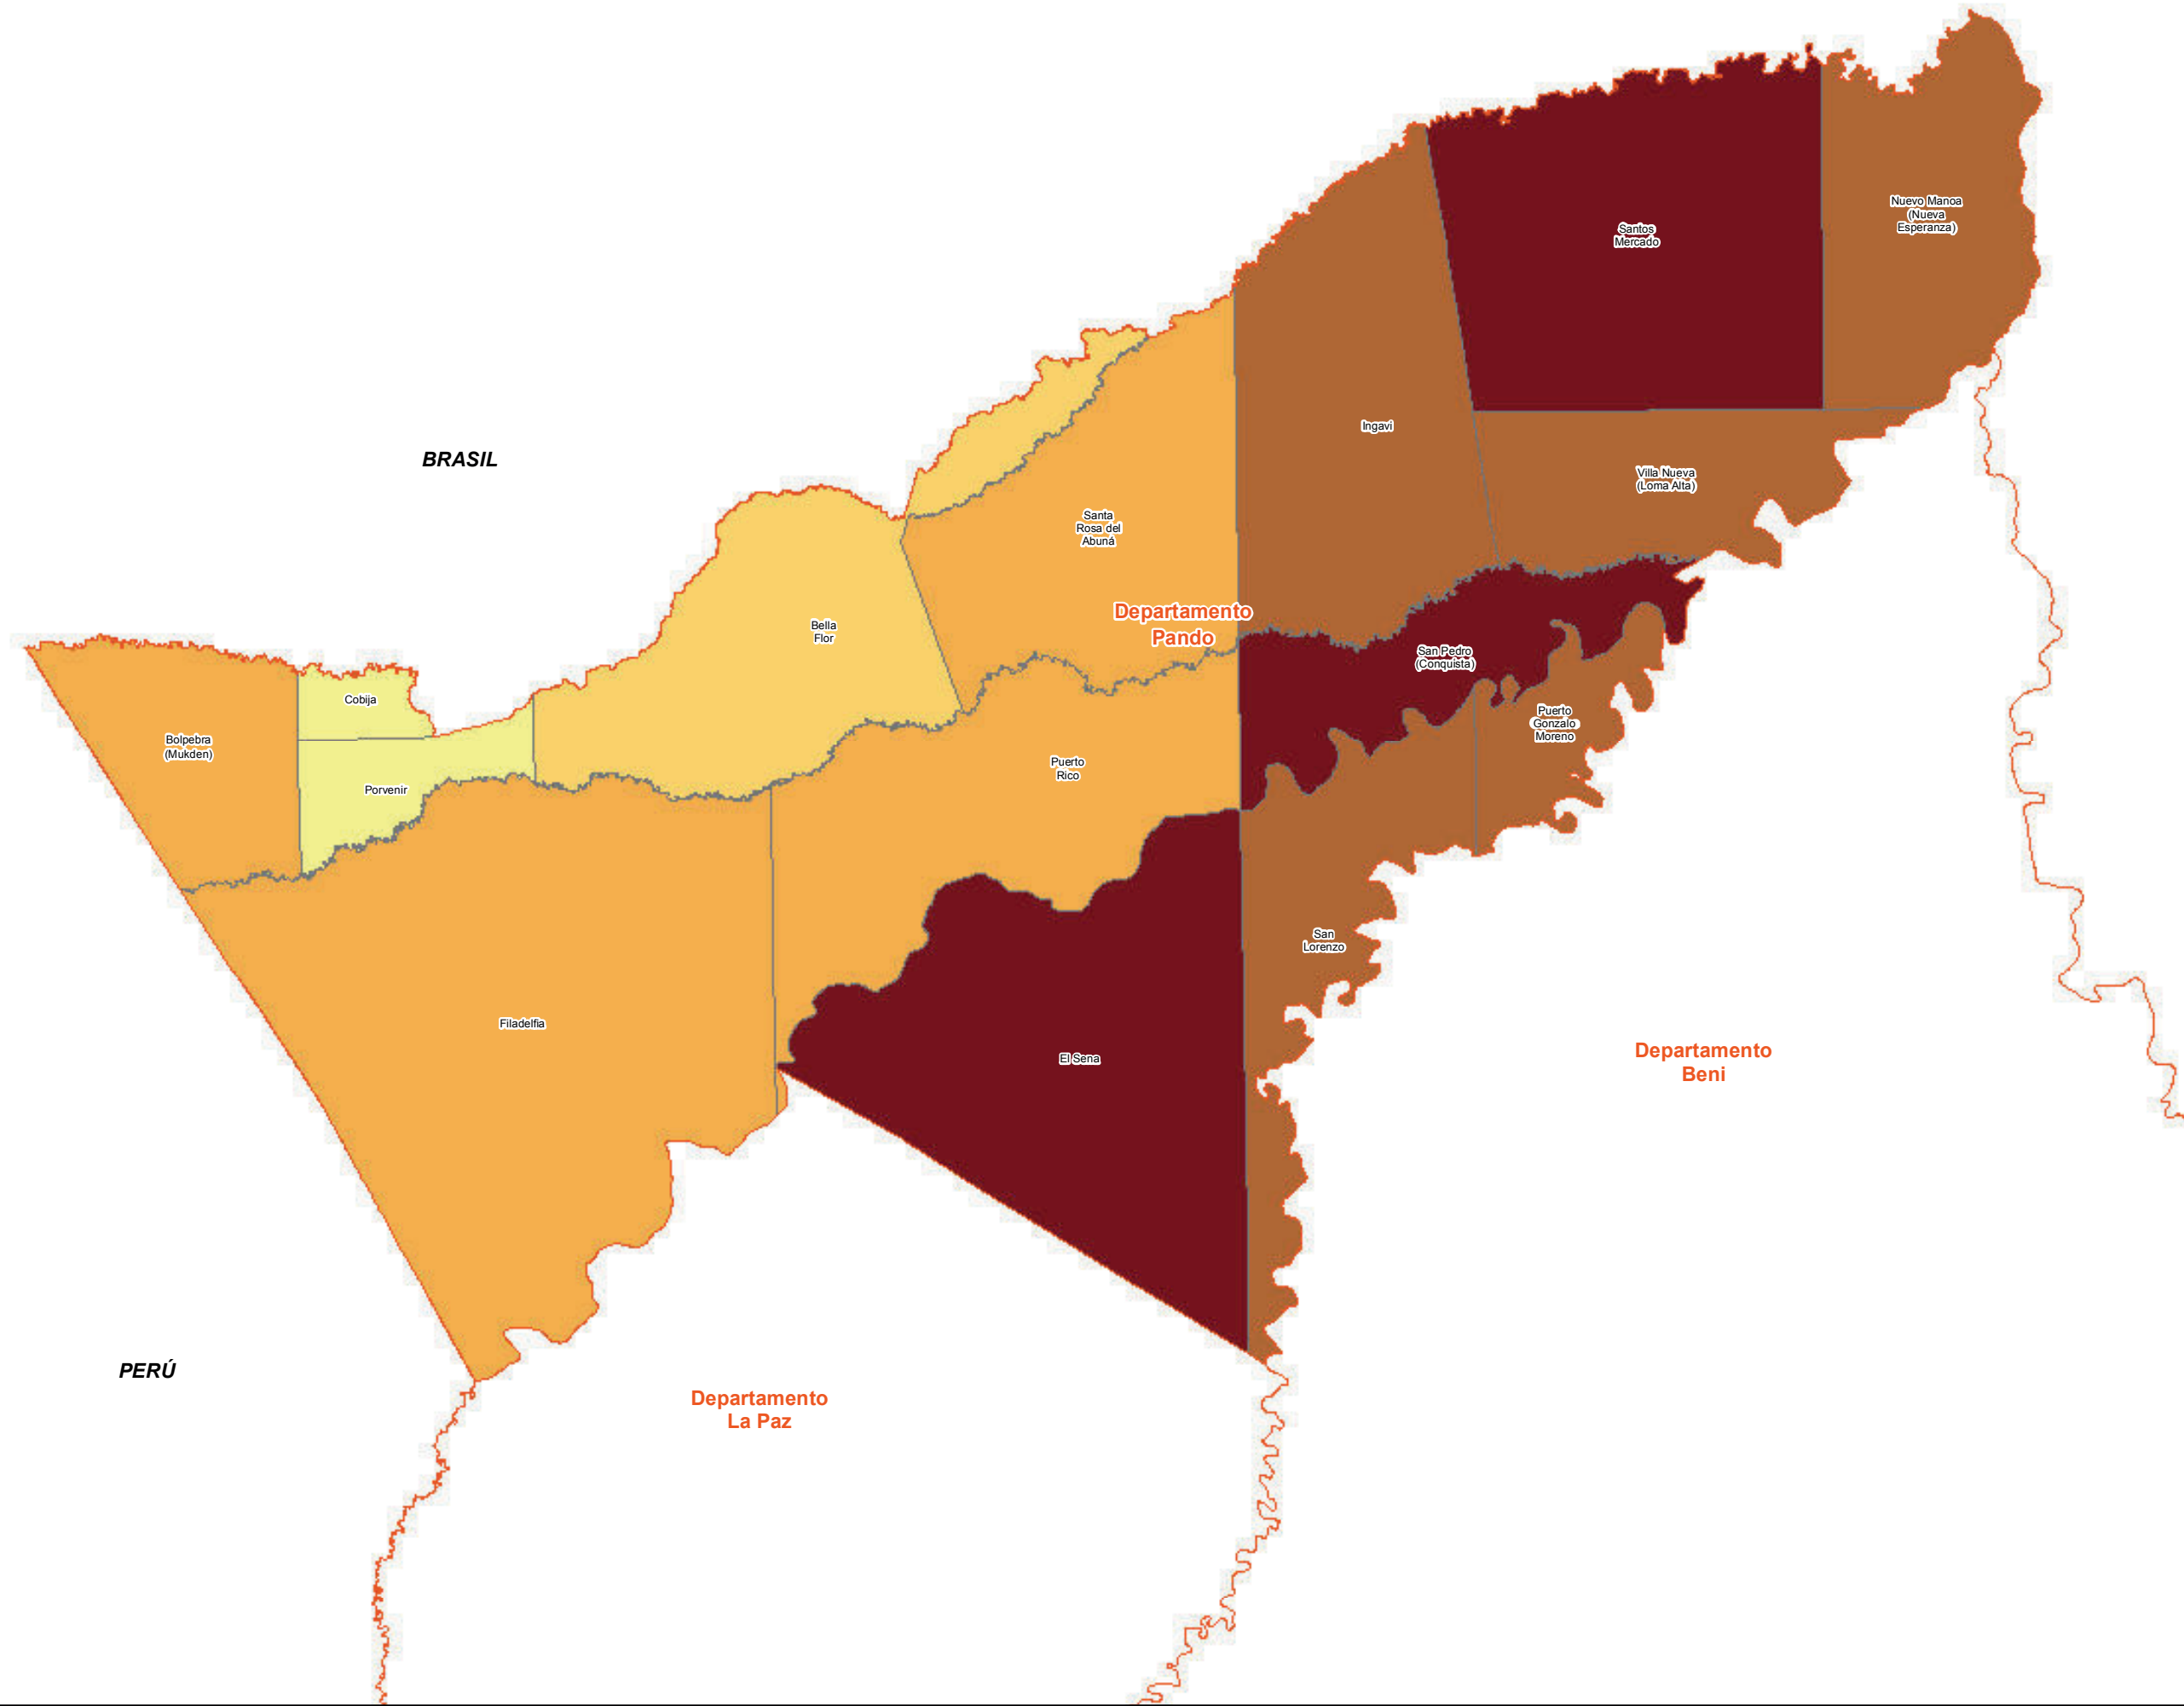 Nuevo Manoa
(Nueva
Esperanza)
Santos
Mercado
Ingavi
BRASIL
Villa Nueva
(Loma Alta)
Santa
Rosa del
Abuná
Departamento
Pando
Bella
Flor
San Pedro
(Conquista)
Cobija
Puerto
Gonzalo
Moreno
Bolpebra
(Mukden)
Puerto
Rico
Porvenir
San
Lorenzo
Filadelfia
El Sena
Departamento
Beni
PERÚ
Departamento
La Paz